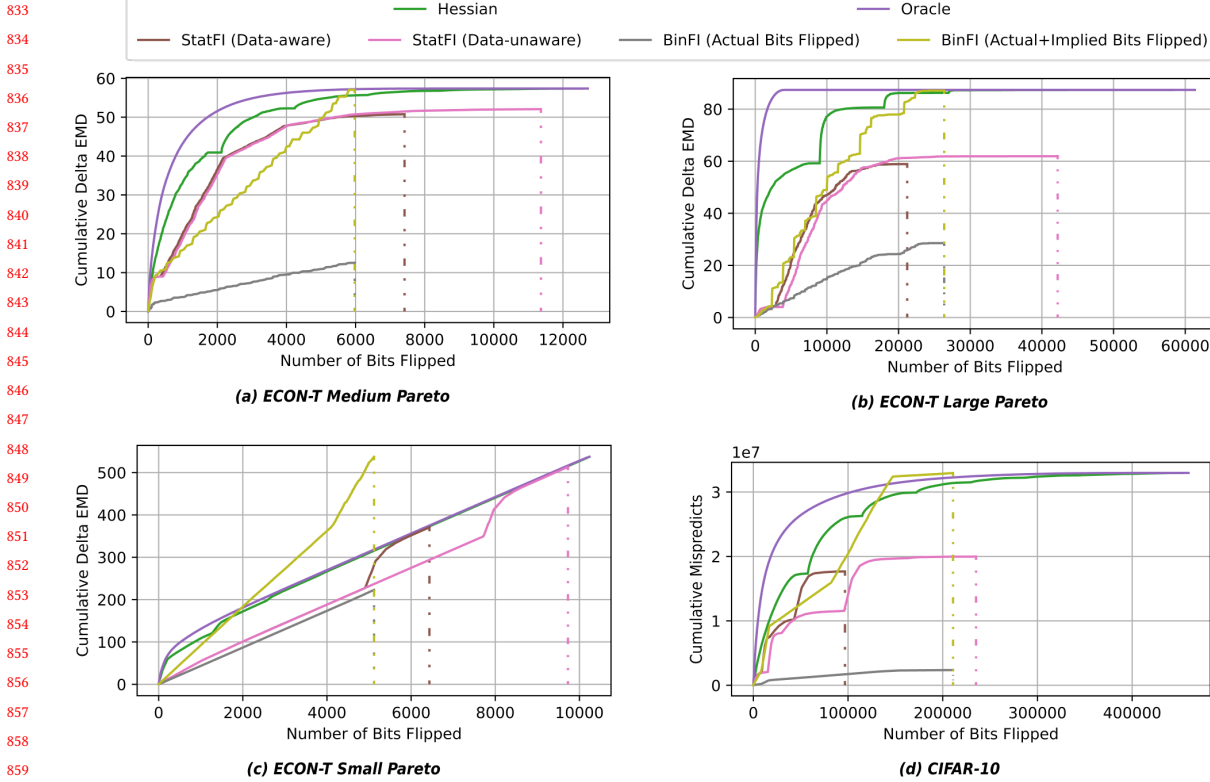 833
834
835
836
837
838
839
840
841
842
843
844
845
846
847
848
849
850
851
852
853
854
855
856
857
858
859
Hessian Oracle
StatFI (Data-aware) StatFI (Data-unaware) BinFI (Actual Bits Flipped) BinFI (Actual+Implied Bits Flipped)
Cumulative Delta EMD
60
50
40
30
20
10
0
0 2000 4000 6000 8000 10000 12000
Number of Bits Flipped
(a) ECON-T Medium Pareto
Cumulative Delta EMD
80
60
40
20
0
0 10000 20000 30000 40000 50000 60000
Number of Bits Flipped
(b) ECON-T Large Pareto
Cumulative Delta EMD
500
400
300
200
100
0
0 2000 4000 6000 8000 10000
Number of Bits Flipped
(c) ECON-T Small Pareto
1e7
Cumulative Mispredicts
3
2
1
0
0 100000 200000 300000 400000
Number of Bits Flipped
(d) CIFAR-10